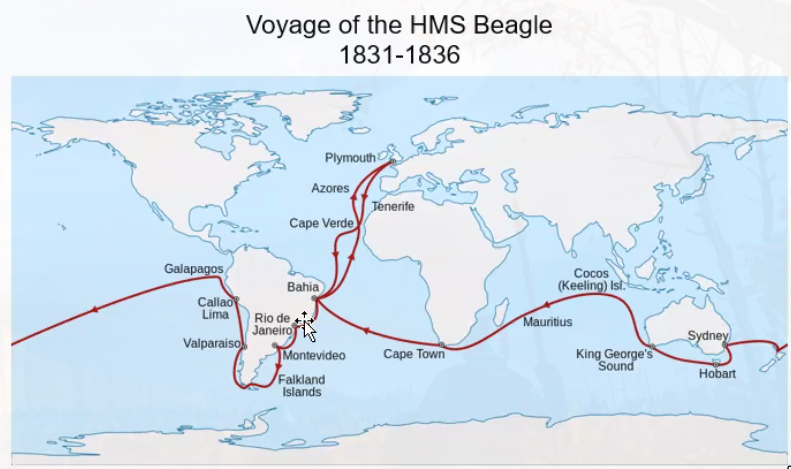 Voyage of the HMS Beagle
1831-1836
Plymouth
Azores
Tenerife
Cape Verde
Galapagos
Bahia
Callao
Lima
Rio de
Janeiro
Valparaiso
Montevideo
Falkland
Islands
Cape Town
Mauritius
Cocos
(Keeling) Isl.
King George's
Sound
Sydney
Hobart